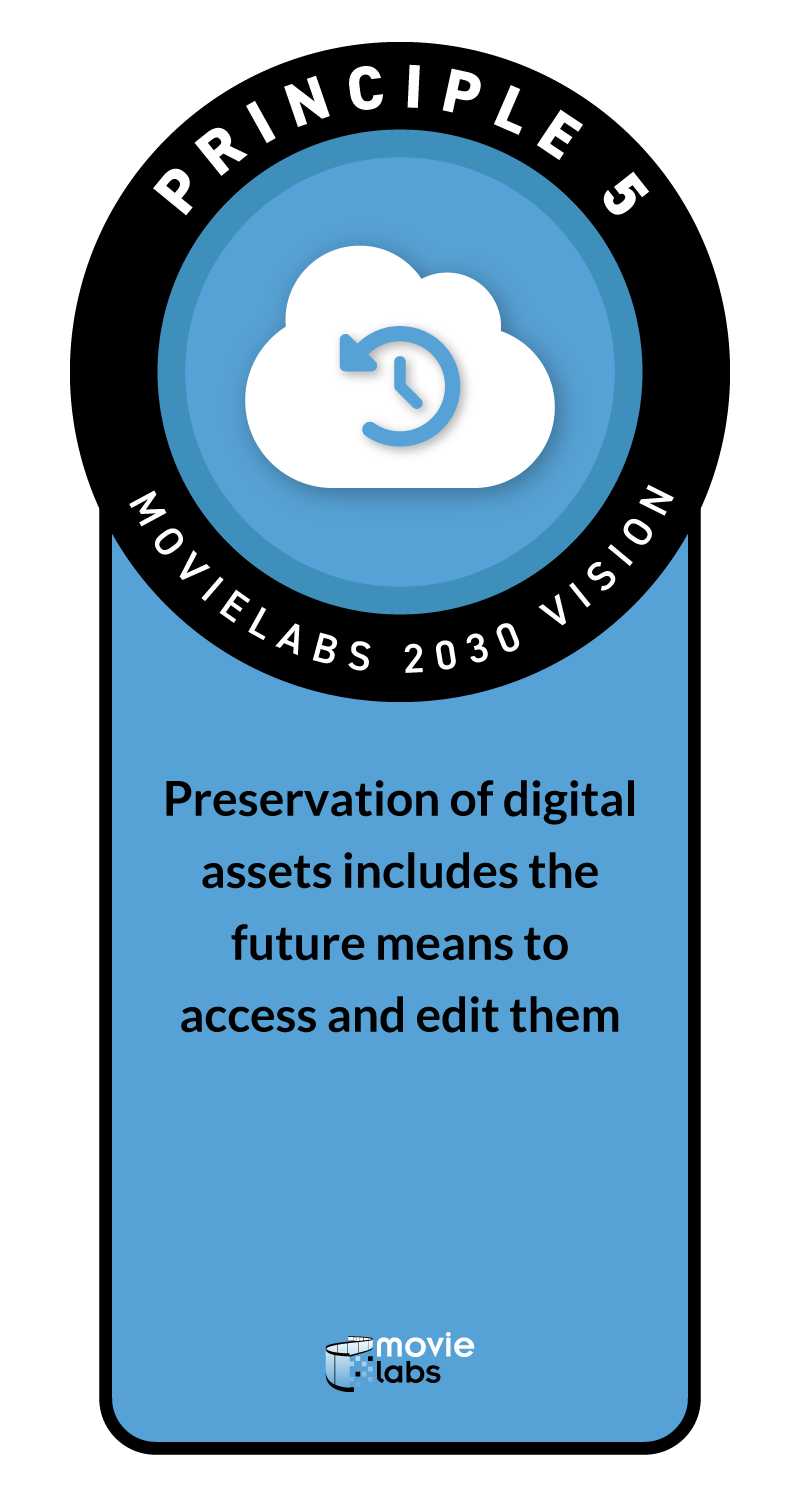 PRINCIPLE 5
MOVIELABS 2030 VISION
Preservation of digital
assets includes the
future means to
access and edit them
movie
labs